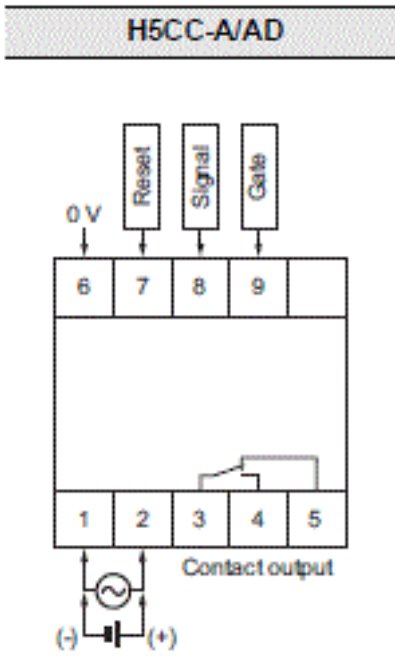 H5CC-A/AD
Reset
Signal
Gate
0 V
6 7 8 9
1 2 3 4 5
Contact output
(-) (+)